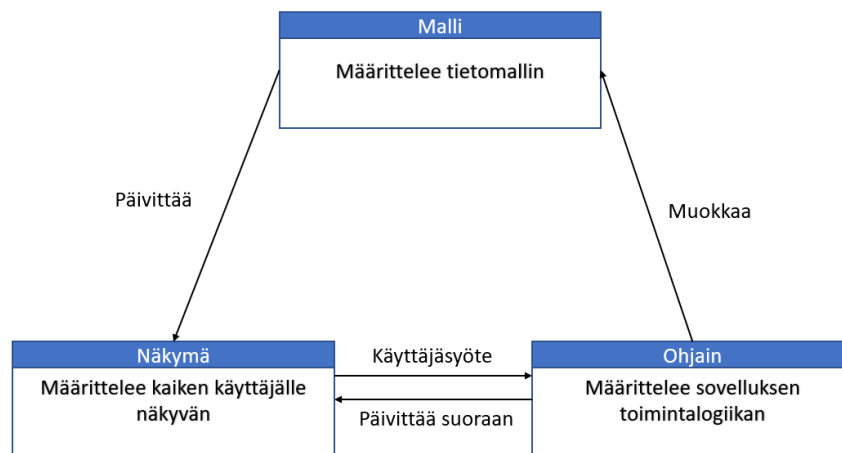 Malli
Määrittelee tietomallin
Päivittää
Muokkaa
Näkymä
Määrittelee kaiken käyttäjälle
näkyvän
Käyttäjäsyöte
Päivittää suoraan
Ohjain
Määrittelee sovelluksen
toimintalogiikan